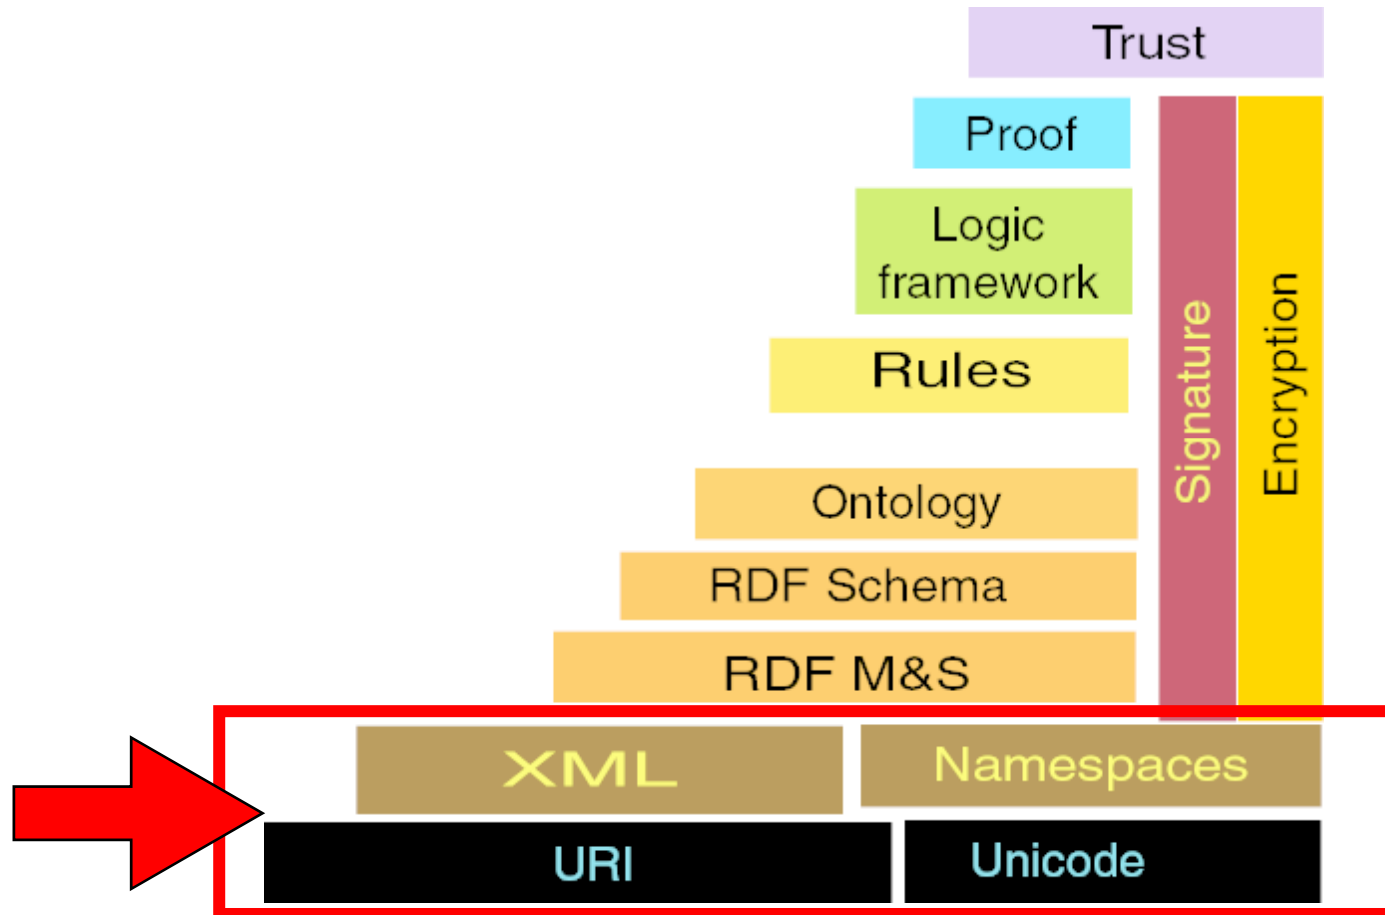 Trust
Proof
Logic
framework
Rules
Signature
Encryption
Ontology
RDF Schema
RDF M&S
XML
Namespaces
URI
Unicode